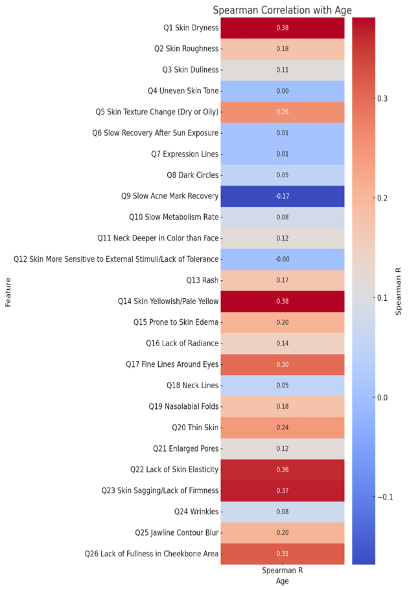 Spearman Correlation with Age
Q1 Skin Dryness 0.38
Q2 Skin Roughness 0.18
Q3 Skin Dullness 0.11
Q4 Uneven Skin Tone 0.00
Q5 Skin Texture Change (Dry or Oily) 0.26
Q6 Slow Recovery After Sun Exposure 0.01
Q7 Expression Lines 0.01
Q8 Dark Circles 0.05
Q9 Slow Acne Mark Recovery -0.17
Q10 Slow Metabolism Rate 0.08
Q11 Neck Deeper in Color than Face 0.12
Q12 Skin More Sensitive to External Stimuli/Lack of Tolerance -0.00
Q13 Rash 0.17
Q14 Skin Yellowish/Pale Yellow 0.38
Q15 Prone to Skin Edema 0.20
Q16 Lack of Radiance 0.14
Q17 Fine Lines Around Eyes 0.30
Q18 Neck Lines 0.05
Q19 Nasolabial Folds 0.18
Q20 Thin Skin 0.24
Q21 Enlarged Pores 0.12
Q22 Lack of Skin Elasticity 0.36
Q23 Skin Sagging/Lack of Firmness 0.37
Q24 Wrinkles 0.08
Q25 Jawline Contour Blur 0.20
Q26 Lack of Fullness in Cheekbone Area 0.31
Feature
Spearman R
Age
0.3
0.2
0.1
0.0
−0.1
Spearman R